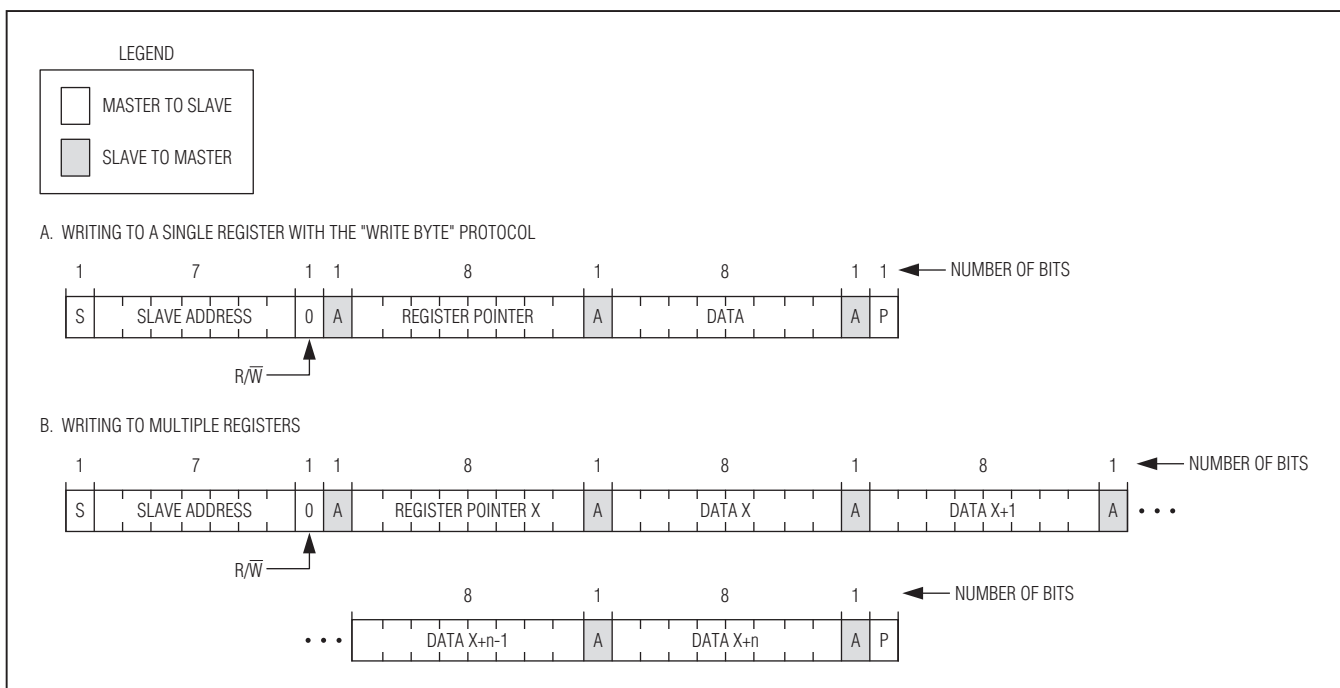 LEGEND
MASTER TO SLAVE
SLAVE TO MASTER
A. WRITING TO A SINGLE REGISTER WITH THE "WRITE BYTE" PROTOCOL
1 7 1 1 8 1 8 1 1 NUMBER OF BITS
S SLAVE ADDRESS 0 A REGISTER POINTER A DATA A P
R/W̅
B. WRITING TO MULTIPLE REGISTERS
1 7 1 1 8 1 8 1 8 1 NUMBER OF BITS
S SLAVE ADDRESS 0 A REGISTER POINTER X A DATA X A DATA X+1 A • • •
R/W̅
8 1 8 1 NUMBER OF BITS
• • • DATA X+n-1 A DATA X+n A P